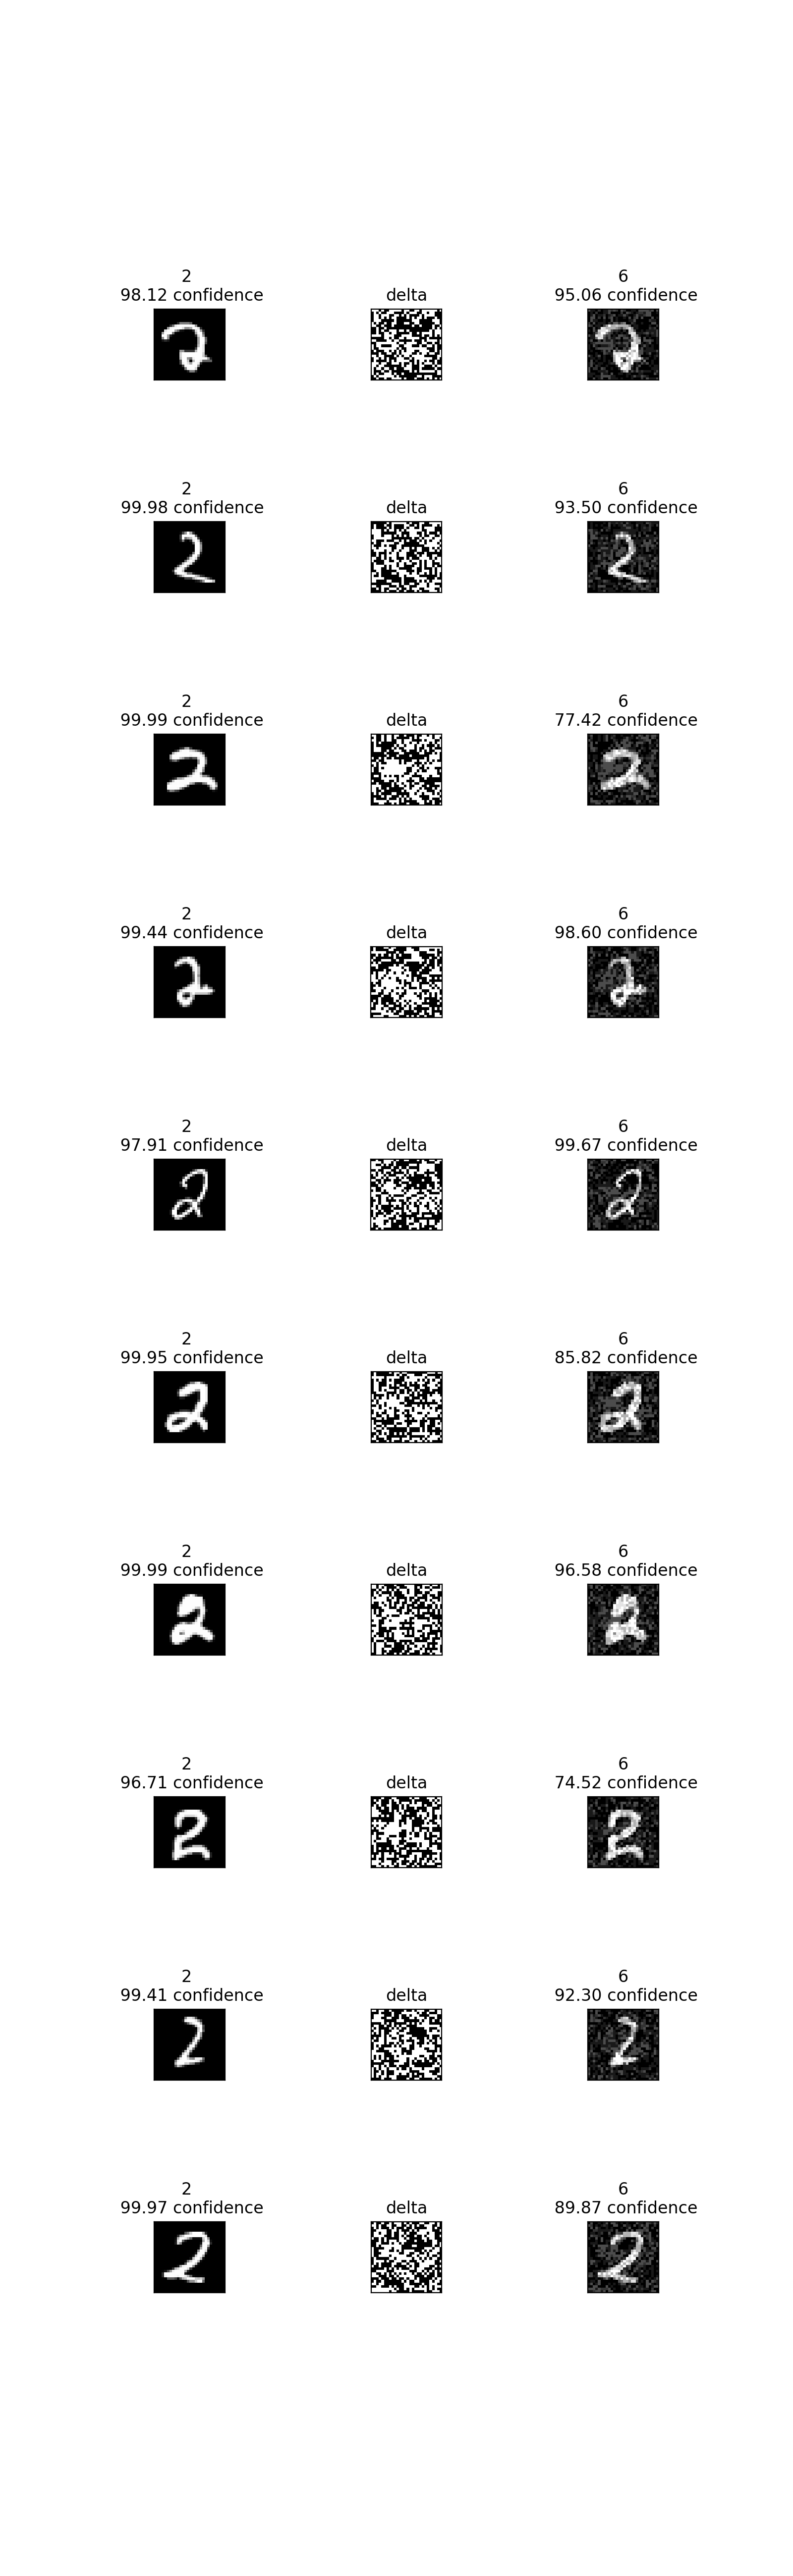 2
98.12 confidence
delta
6
95.06 confidence
2
99.98 confidence
delta
6
93.50 confidence
2
99.99 confidence
delta
6
77.42 confidence
2
99.44 confidence
delta
6
98.60 confidence
2
97.91 confidence
delta
6
99.67 confidence
2
99.95 confidence
delta
6
85.82 confidence
2
99.99 confidence
delta
6
96.58 confidence
2
96.71 confidence
delta
6
74.52 confidence
2
99.41 confidence
delta
6
92.30 confidence
2
99.97 confidence
delta
6
89.87 confidence